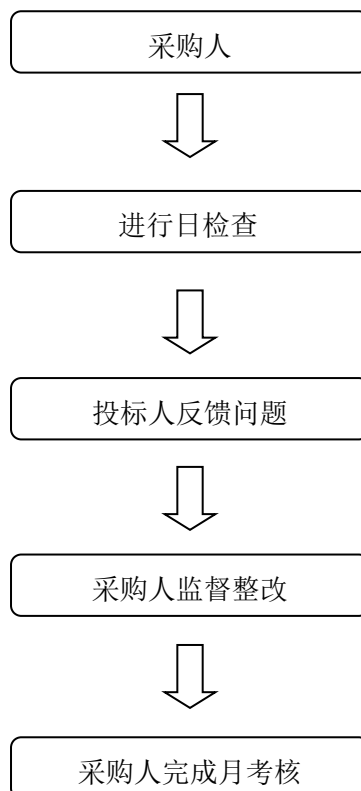 采购人
进行日检查
投标人反馈问题
采购人监督整改
采购人完成月考核